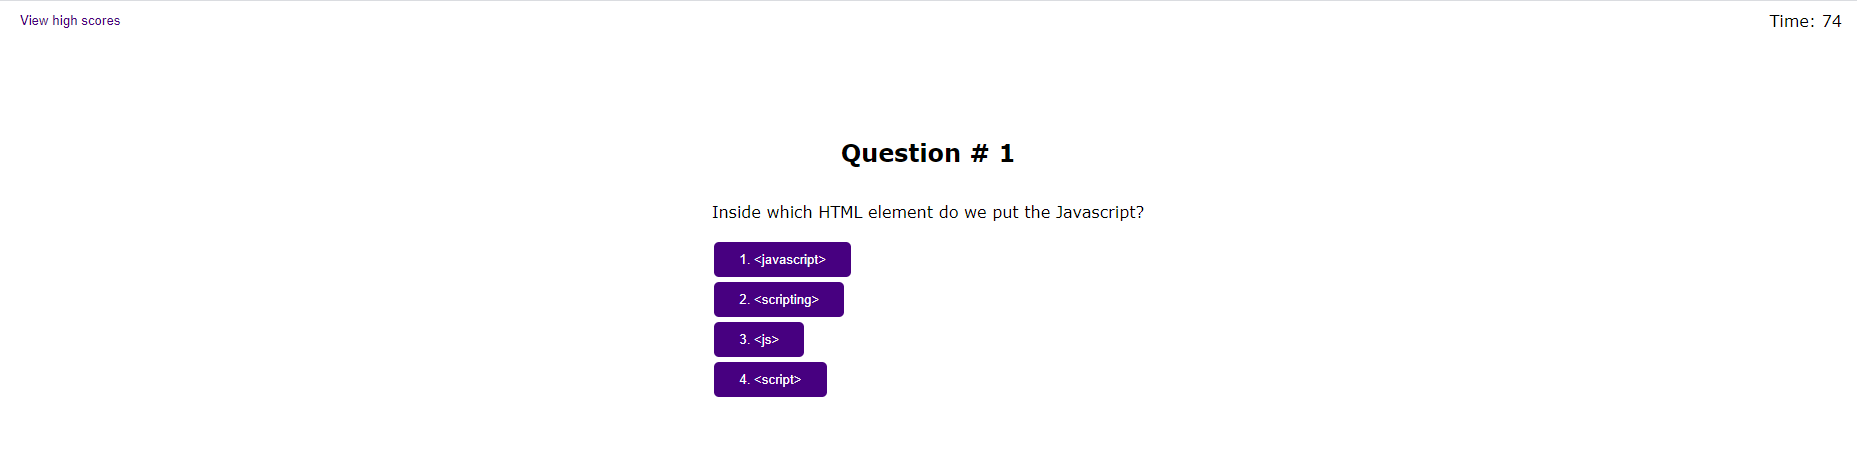 View high scores
Time: 74
Question # 1
Inside which HTML element do we put the Javascript?
1. <javascript>
2. <scripting>
3. <js>
4. <script>